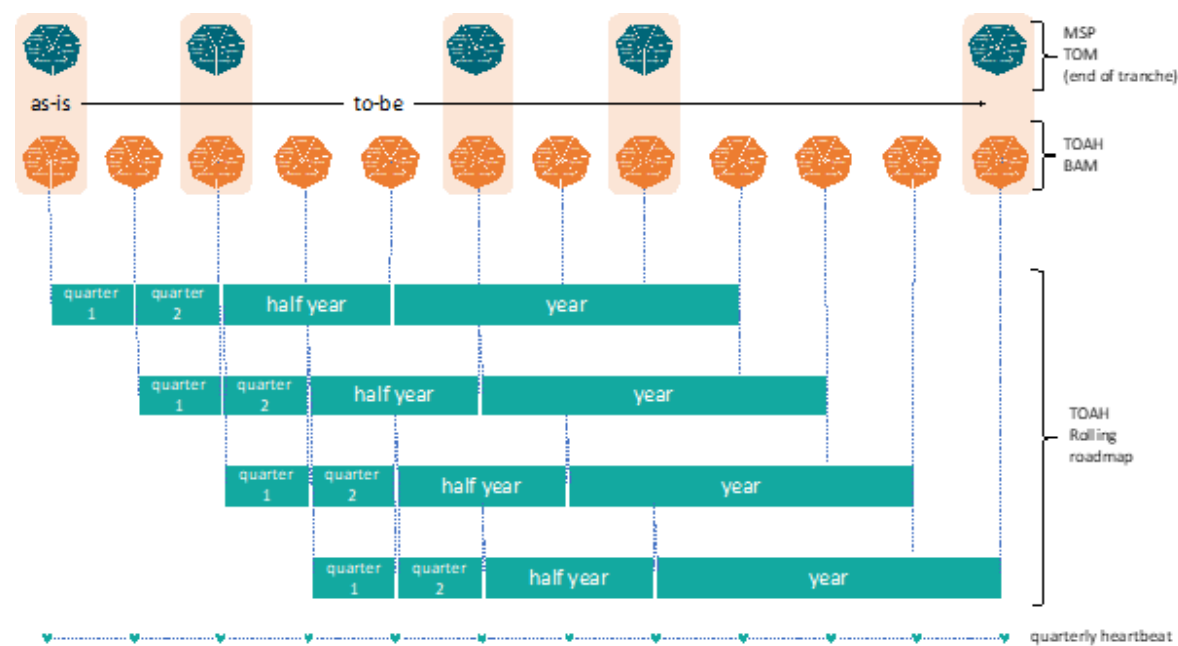 MSP
TOM
(end of tranche)
as-is
to-be
TOAH
BAM
quarter
1
quarter
2
half year
year
quarter
1
quarter
2
half year
year
TOAH
Rolling
roadmap
quarter
1
quarter
2
half year
year
quarter
1
quarter
2
half year
year
quarterly heartbeat